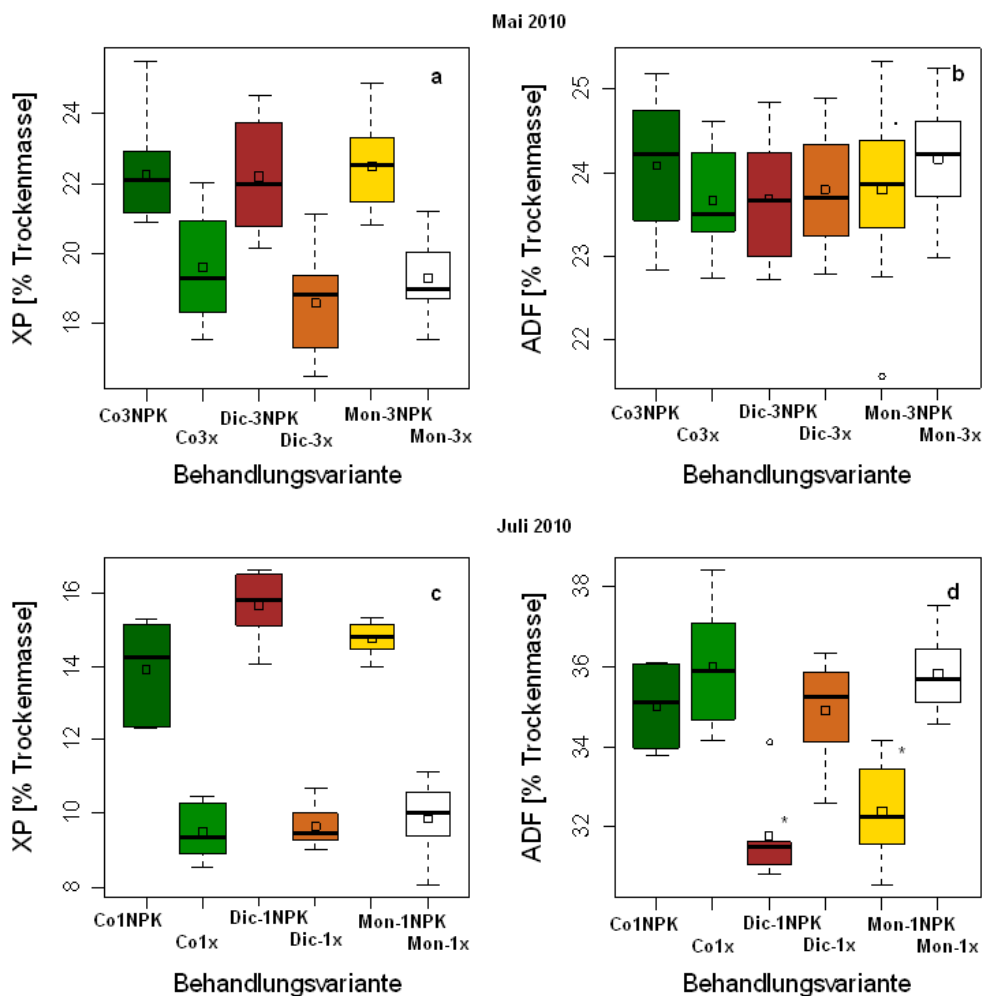 Mai 2010
a
XP [% Trockenmasse]
24
22
20
18
Co3NPK
Co3x
Dic-3NPK
Dic-3x
Mon-3NPK
Mon-3x
Behandlungsvariante
b
ADF [% Trockenmasse]
25
24
23
22
Co3NPK
Co3x
Dic-3NPK
Dic-3x
Mon-3NPK
Mon-3x
Behandlungsvariante
Juli 2010
c
XP [% Trockenmasse]
16
14
12
10
8
Co1NPK
Co1x
Dic-1NPK
Dic-1x
Mon-1NPK
Mon-1x
Behandlungsvariante
d
ADF [% Trockenmasse]
38
36
34
32
*
*
Co1NPK
Co1x
Dic-1NPK
Dic-1x
Mon-1NPK
Mon-1x
Behandlungsvariante